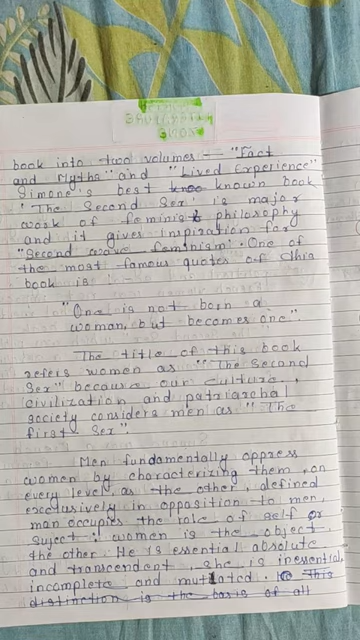 book into two volumes — "Fact
and Myths" and "Lived Experience"
Simone's best known book
'The Second Sex' is major
work of feminist philosophy
and it gives inspiration for
"Second wave feminism'. One of
the most famous quotes of this
book is :-
"One is not born a
woman, but becomes one".
The title of this book
refers women as "The Second
Sex" because our culture,
civilization and patriarchal
society considers men as "The
first Sex".
Men fundamentally oppress
women by characterizing them, on
every level, as the other, defined
exclusively in opposition to men,
man occupies the role of self or
suject : women is the object,
the other. He is essential absolute
and transcendent, she is inessential,
incomplete and mutilated. This
distinction is the basis of all